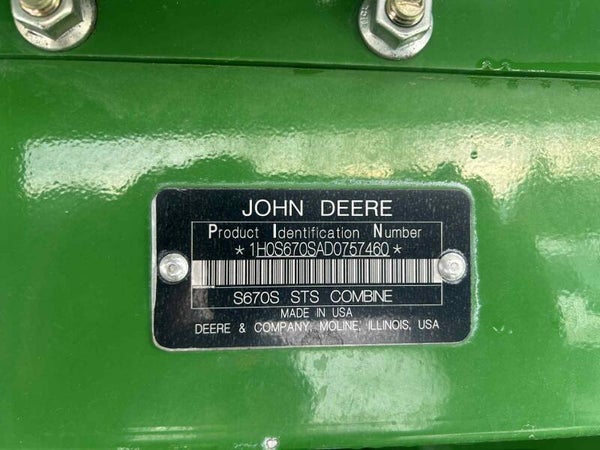 JOHN DEERE
Product Identification Number
*1H0S670SAD0757460*
S670S STS COMBINE
MADE IN USA
DEERE & COMPANY, MOLINE, ILLINOIS, USA